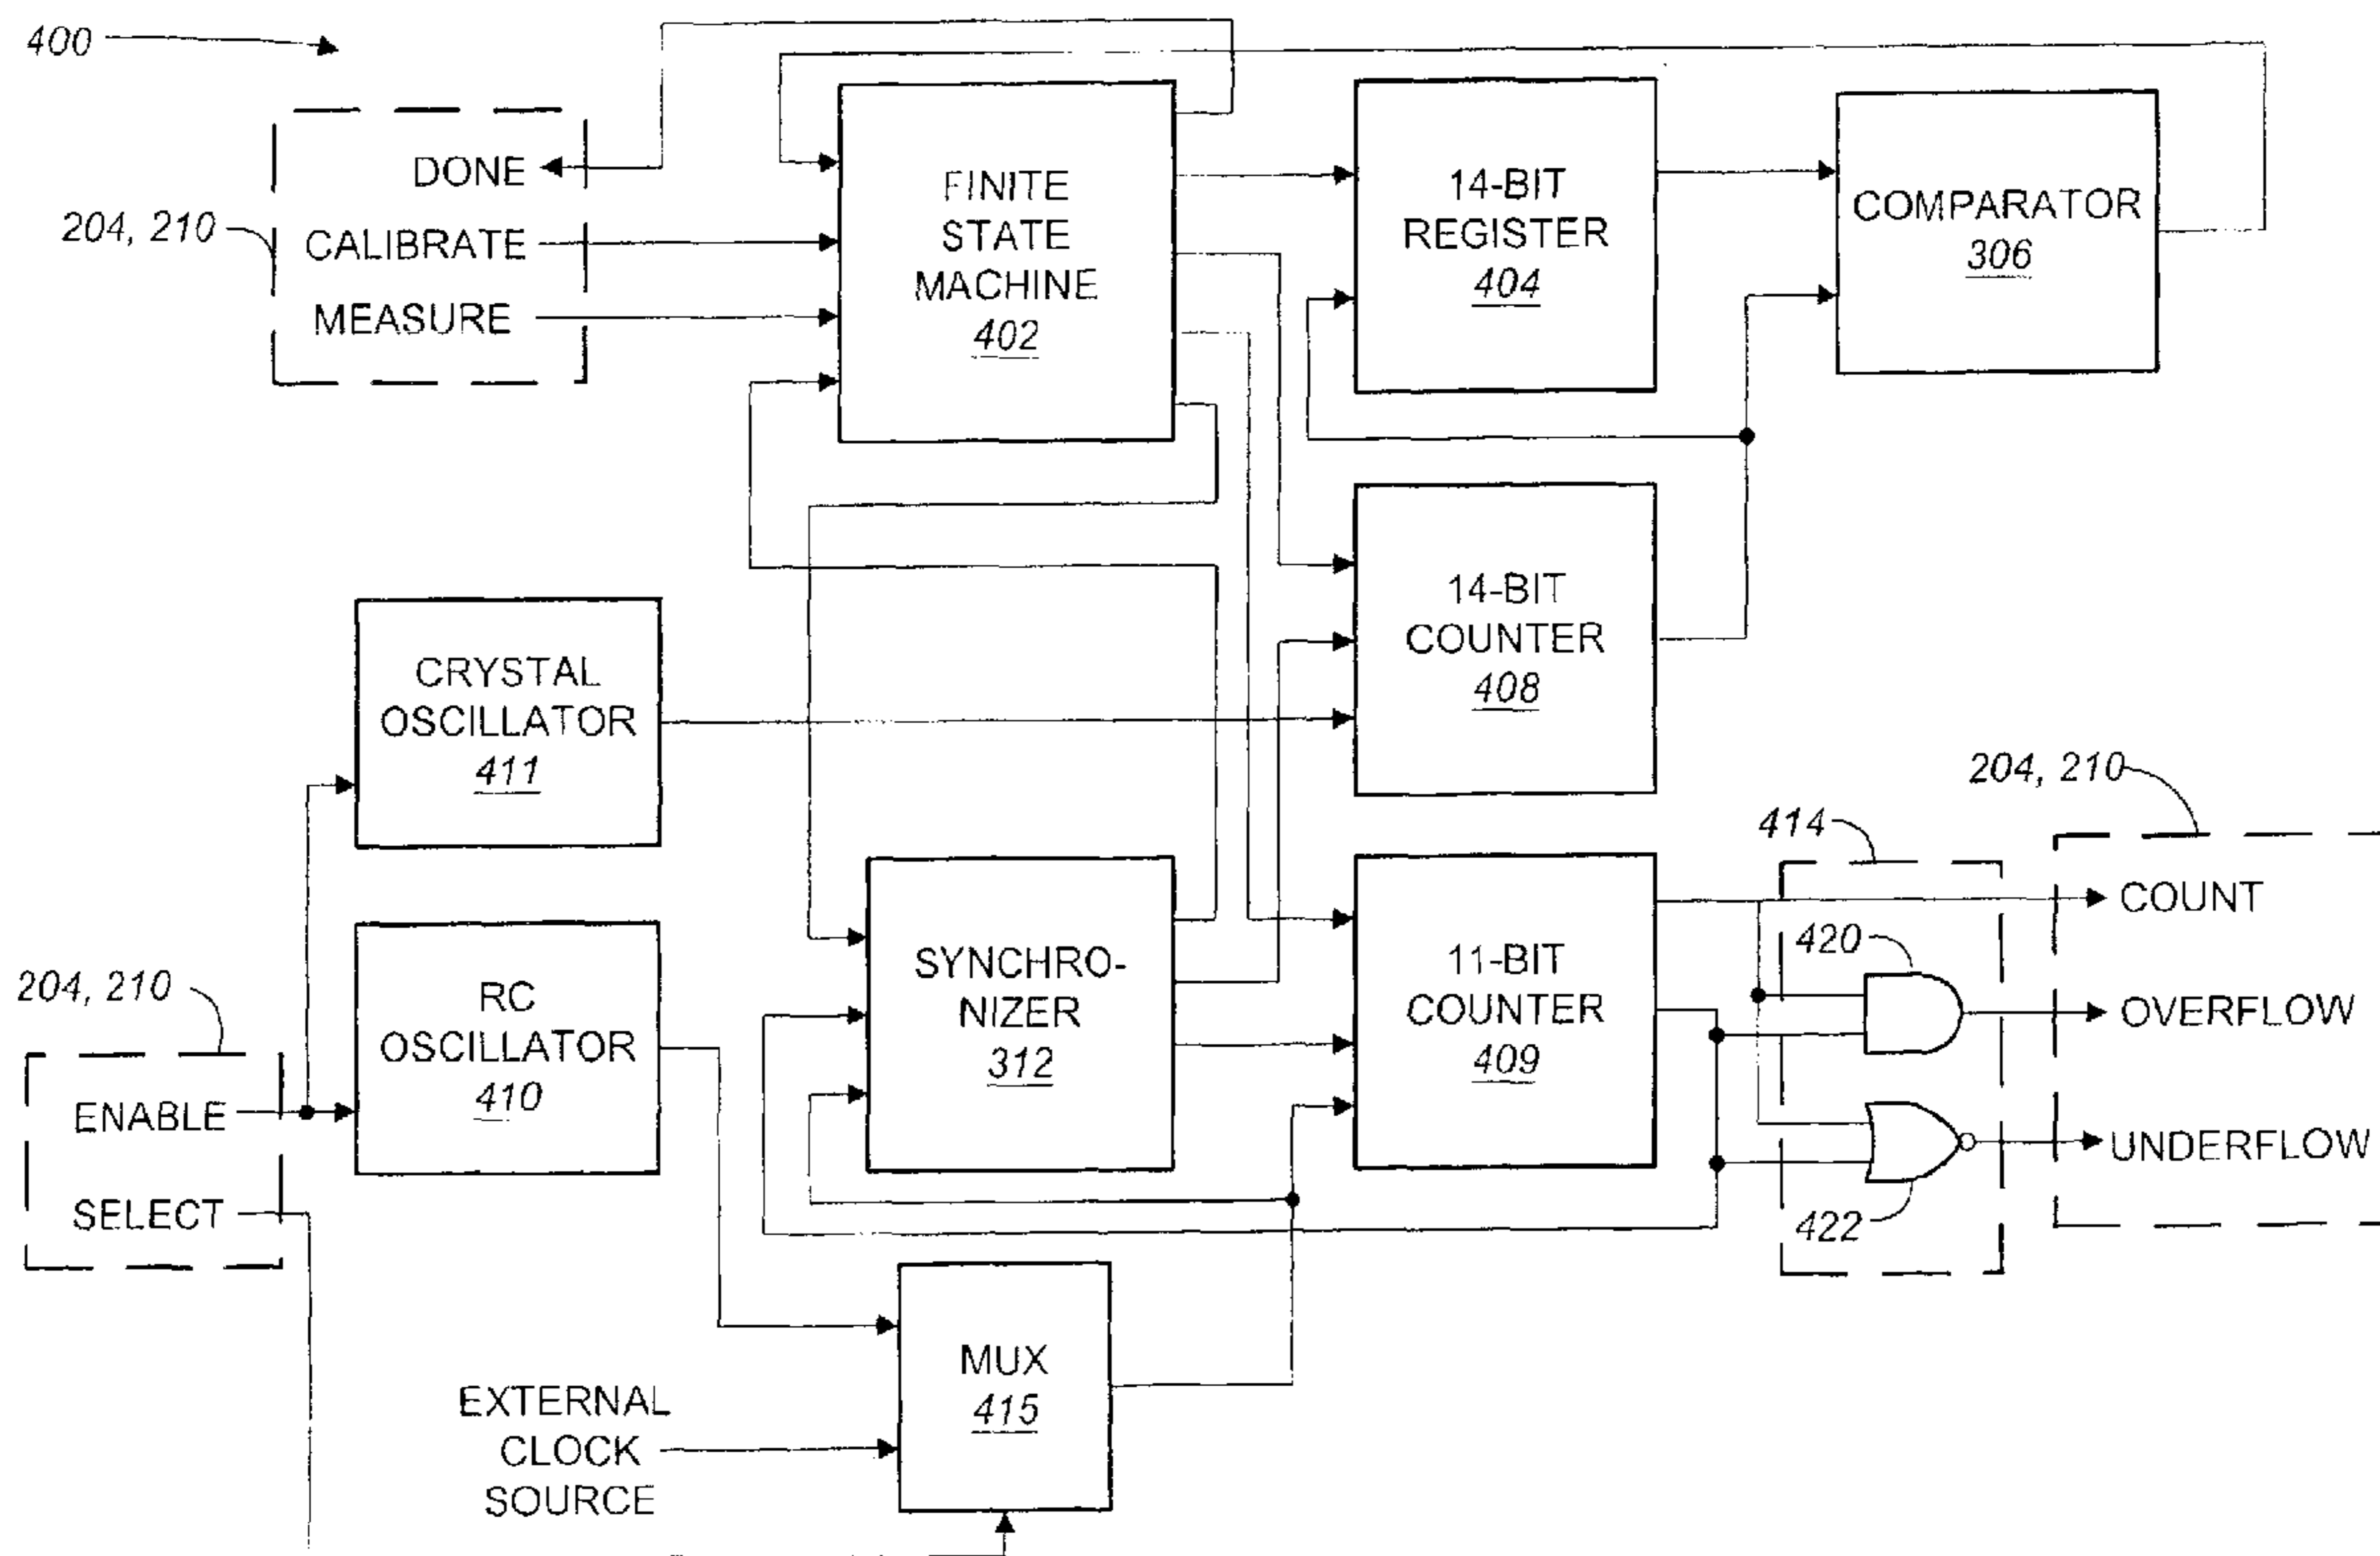 400
DONE
CALIBRATE
MEASURE
204, 210
FINITE
STATE
MACHINE
402
14-BIT
REGISTER
404
COMPARATOR
306
14-BIT
COUNTER
408
CRYSTAL
OSCILLATOR
411
RC
OSCILLATOR
410
204, 210
ENABLE
SELECT
SYNCHRO-
NIZER
312
11-BIT
COUNTER
409
414
420
422
204, 210
COUNT
OVERFLOW
UNDERFLOW
EXTERNAL
CLOCK
SOURCE
MUX
415